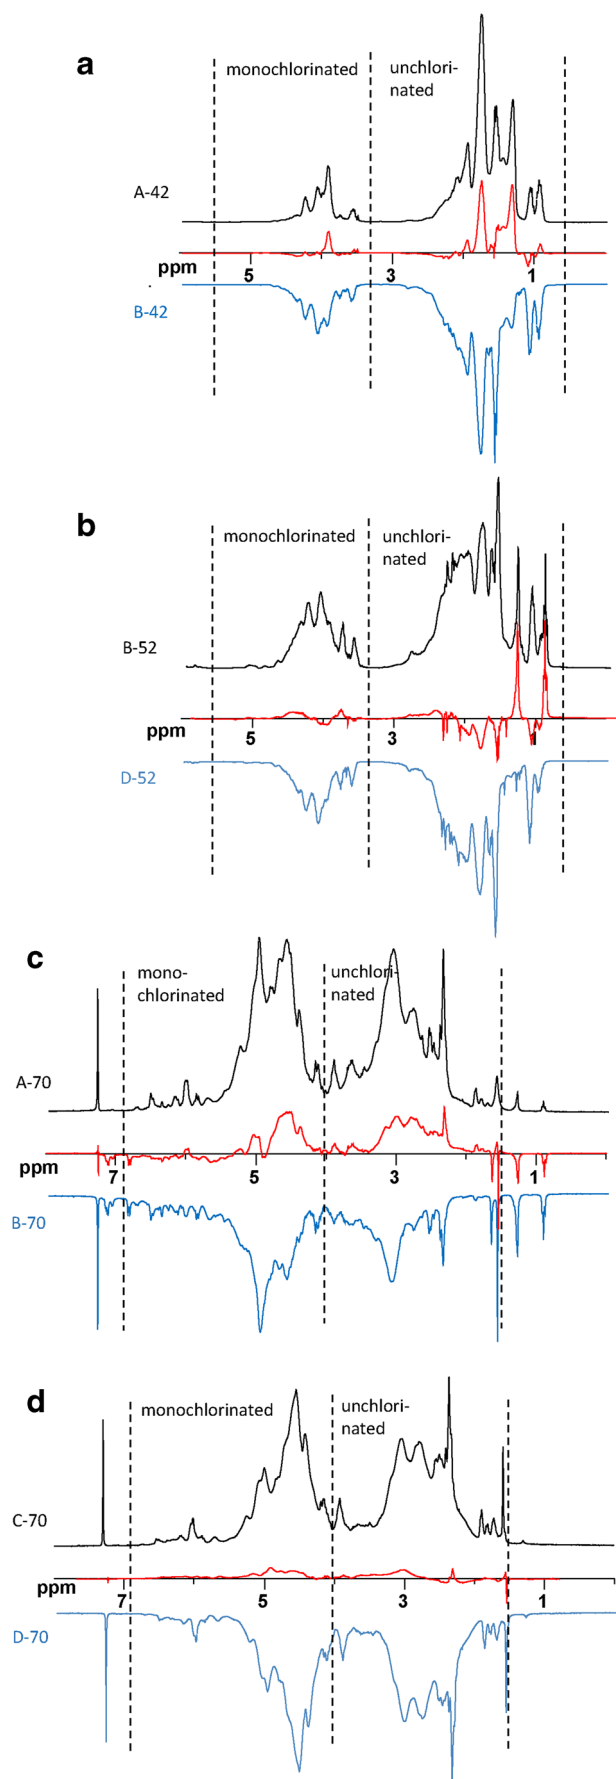 a
monochlorinated
unchlori-
nated
A-42
ppm
5
3
1
B-42
b
monochlorinated
unchlori-
nated
B-52
ppm
5
3
1
D-52
c
mono-
chlorinated
unchlori-
nated
A-70
ppm
7
5
3
1
B-70
d
monochlorinated
unchlori-
nated
C-70
ppm
7
5
3
1
D-70